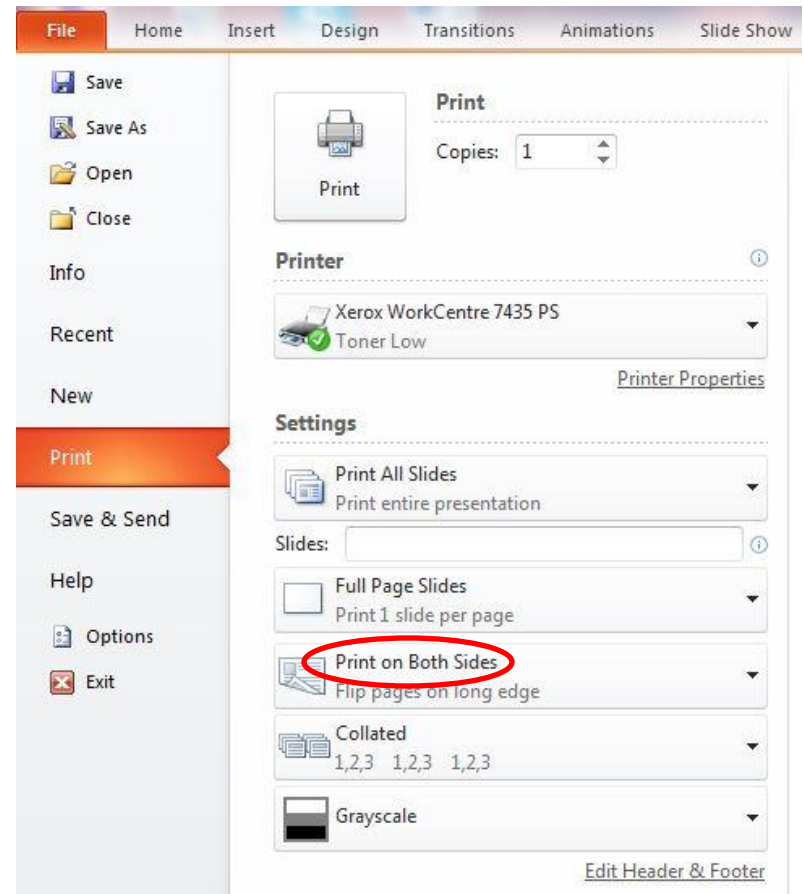 File Home Insert Design Transitions Animations Slide Show
Save
Save As
Open
Close
Info
Recent
New
Print
Save & Send
Help
Options
Exit
Print
Print
Copies: 1
Printer
Xerox WorkCentre 7435 PS
Toner Low
Printer Properties
Settings
Print All Slides
Print entire presentation
Slides:
Full Page Slides
Print 1 slide per page
Print on Both Sides
Flip pages on long edge
Collated
1,2,3 1,2,3 1,2,3
Grayscale
Edit Header & Footer